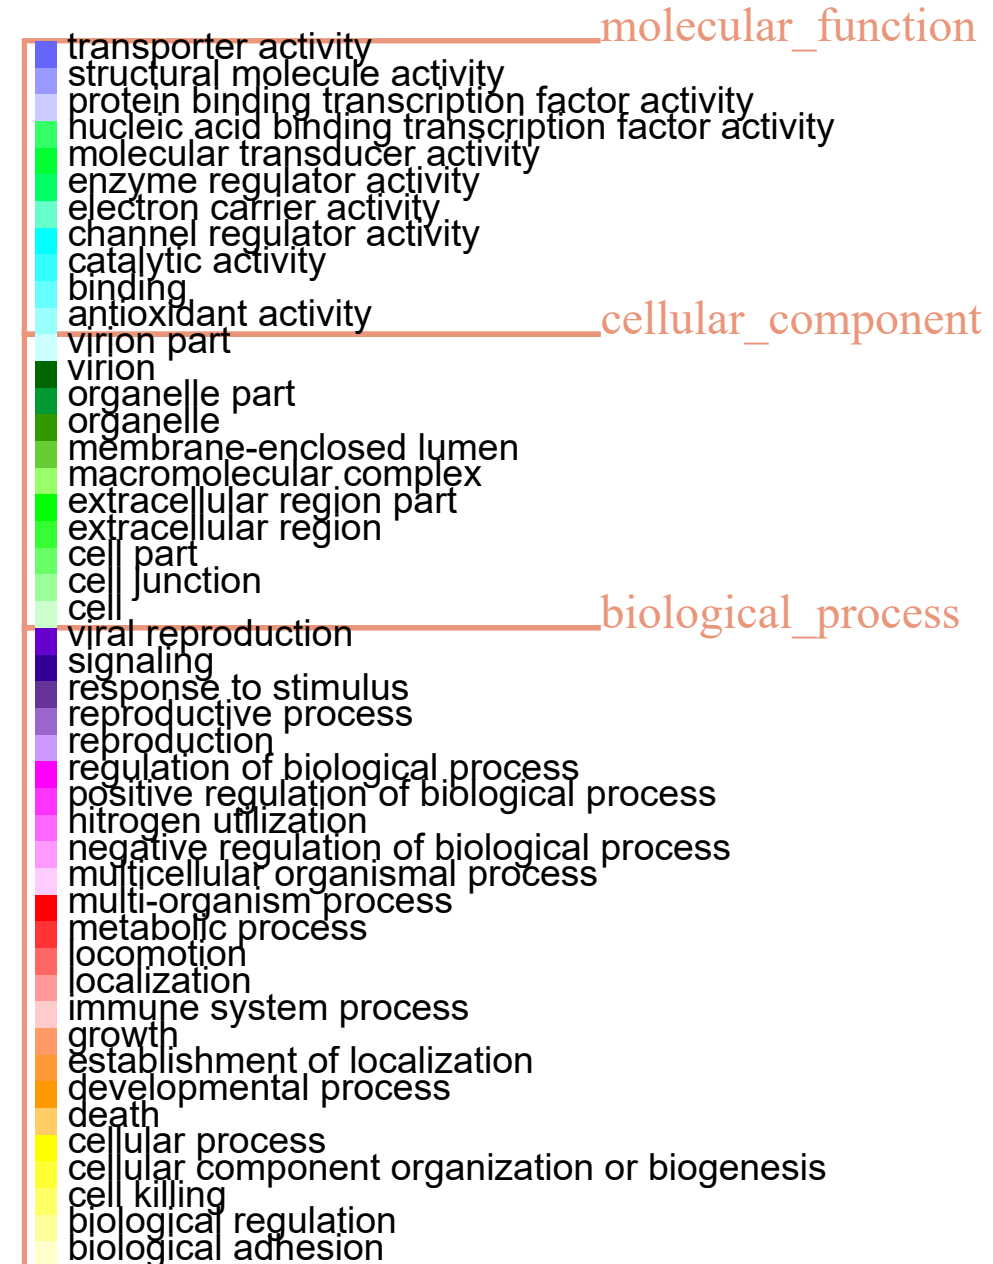 molecular_function
transporter activity
structural molecule activity
protein binding transcription factor activity
nucleic acid binding transcription factor activity
molecular transducer activity
enzyme regulator activity
electron carrier activity
channel regulator activity
catalytic activity
binding
antioxidant activity
cellular_component
virion part
virion
organelle part
organelle
membrane-enclosed lumen
macromolecular complex
extracellular region part
extracellular region
cell part
cell junction
cell
biological_process
viral reproduction
signaling
response to stimulus
reproductive process
reproduction
regulation of biological process
positive regulation of biological process
nitrogen utilization
negative regulation of biological process
multicellular organismal process
multi-organism process
metabolic process
locomotion
localization
immune system process
growth
establishment of localization
developmental process
death
cellular process
cellular component organization or biogenesis
cell killing
biological regulation
biological adhesion